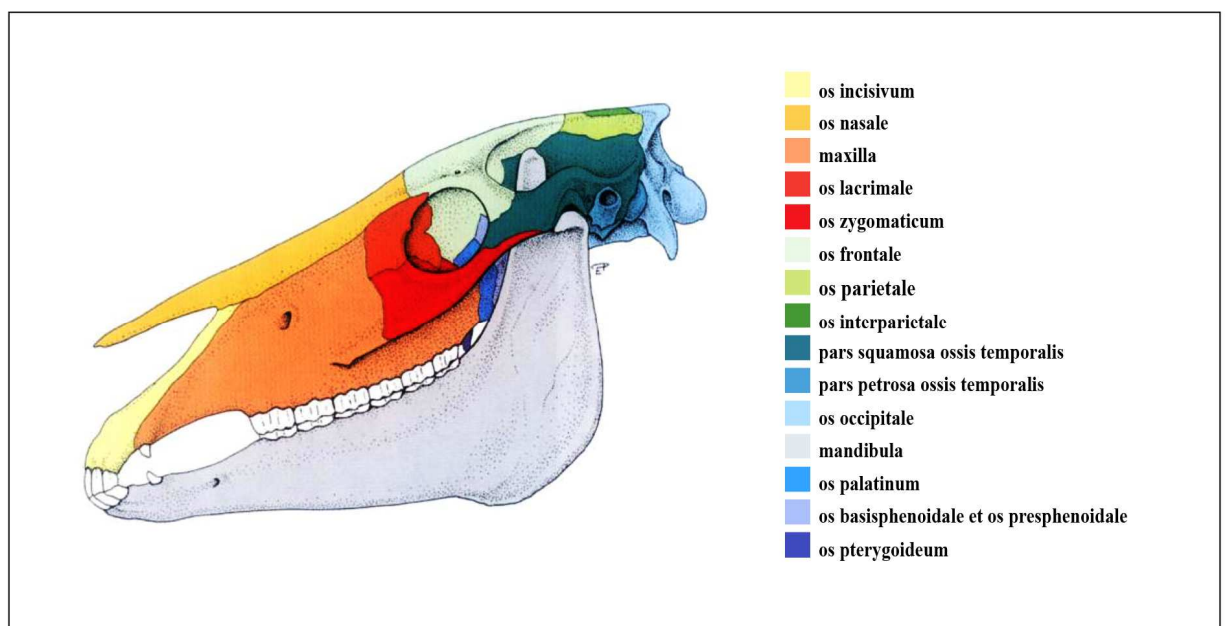 os incisivum
os nasale
maxilla
os lacrimale
os zygomaticum
os frontale
os parietale
os interparietale
pars squamosa ossis temporalis
pars petrosa ossis temporalis
os occipitale
mandibula
os palatinum
os basisphenoidale et os presphenoidale
os pterygoideum